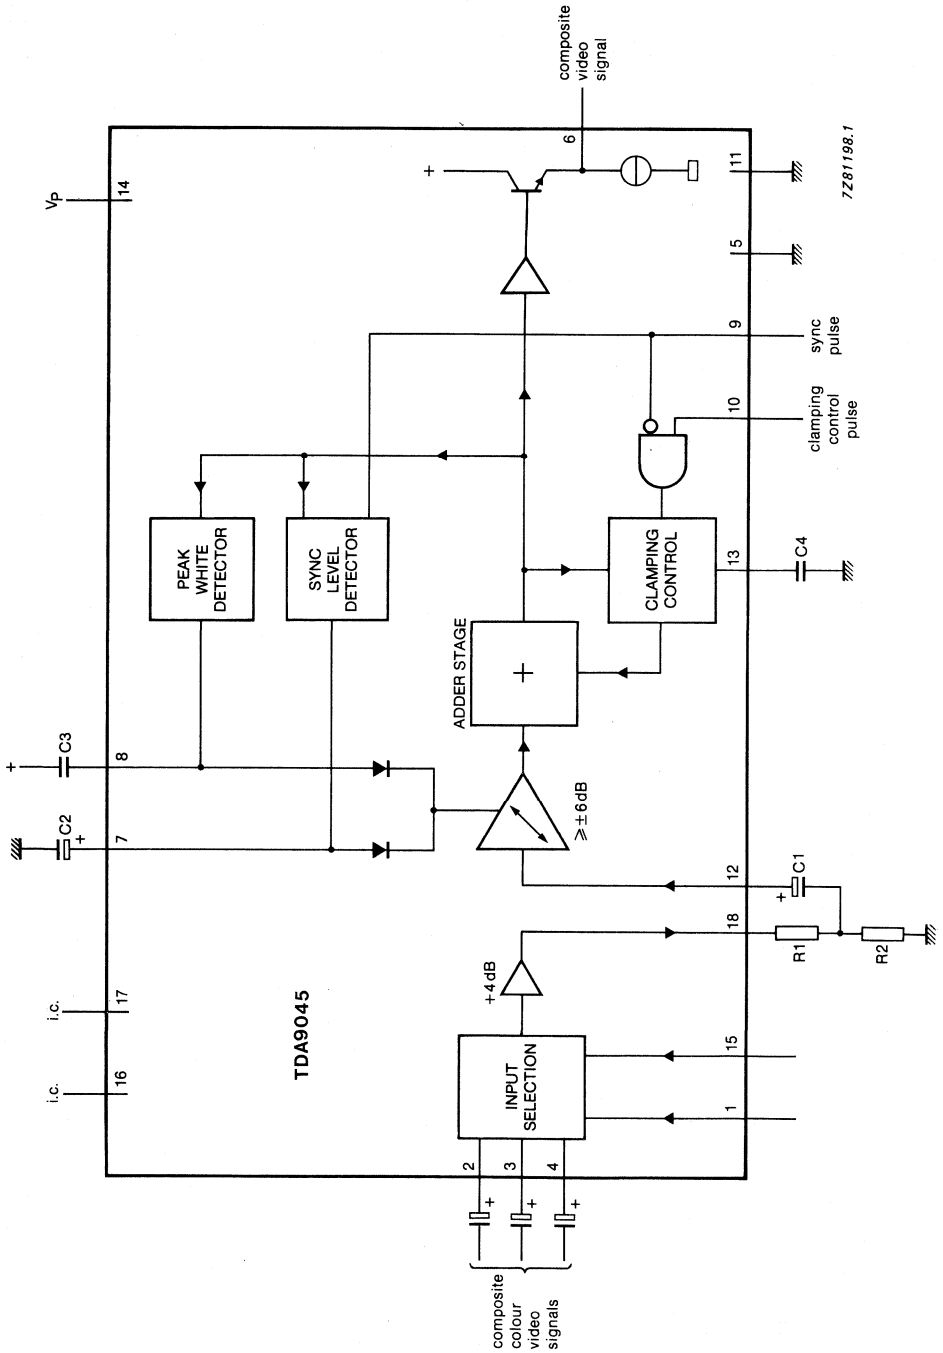 composite
video
signal
6
11
7Z81198.1
14
VP
5
9
sync
pulse
10
clamping
control
pulse
PEAK
WHITE
DETECTOR
SYNC
LEVEL
DETECTOR
CLAMPING
CONTROL
13
C4
ADDER STAGE
+
+
+
C3
8
C2
+
7
≥±6dB
12
+
C1
18
R1
R2
+4dB
i.c.
17
TDA9045
i.c.
16
INPUT
SELECTION
15
1
2
3
4
+
+
+
composite
colour
video
signals